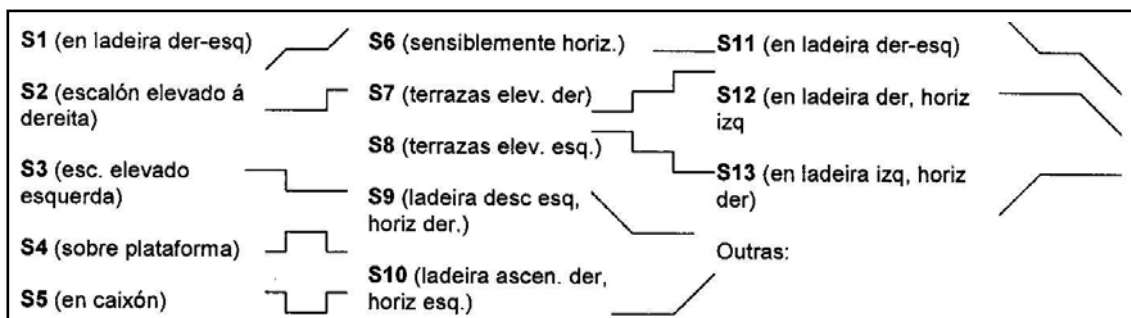 S1 (en ladeira der-esq)
S2 (escalón elevado á
dereita)
S3 (esc. elevado
esquerda)
S4 (sobre plataforma)
S5 (en caixón)
S6 (sensiblemente horiz.)
S7 (terrazas elev. der)
S8 (terrazas elev. esq.)
S9 (ladeira desc esq,
horiz der.)
S10 (ladeira ascen. der,
horiz esq.)
S11 (en ladeira der-esq)
S12 (en ladeira der, horiz
izq
S13 (en ladeira izq, horiz
der)
Outras: